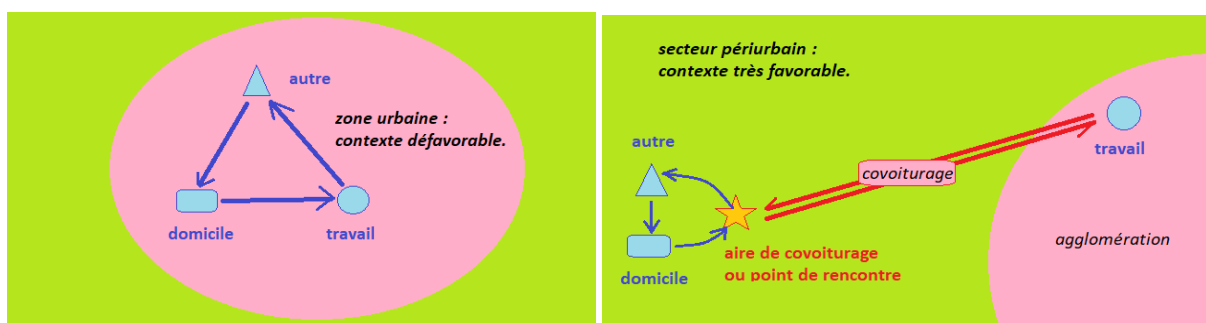 autre
zone urbaine :
contexte défavorable.
domicile
travail
secteur périurbain :
contexte très favorable.
autre
travail
covoiturage
agglomération
aire de covoiturage
ou point de rencontre
domicile